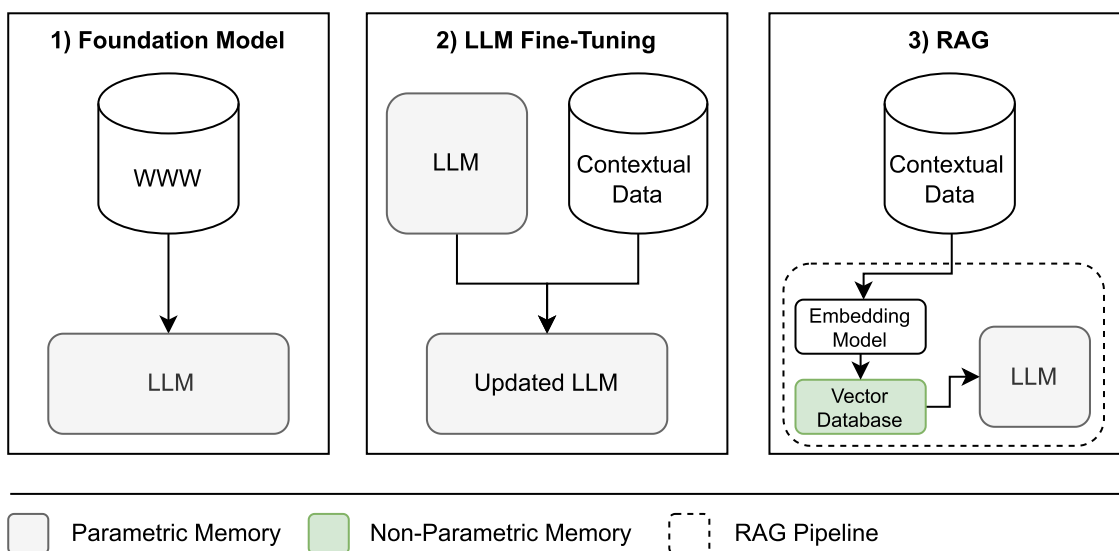 1) Foundation Model
WWW
LLM
2) LLM Fine-Tuning
LLM
Contextual
Data
Updated LLM
3) RAG
Contextual
Data
Embedding
Model
Vector
Database
LLM
Parametric Memory
Non-Parametric Memory
RAG Pipeline